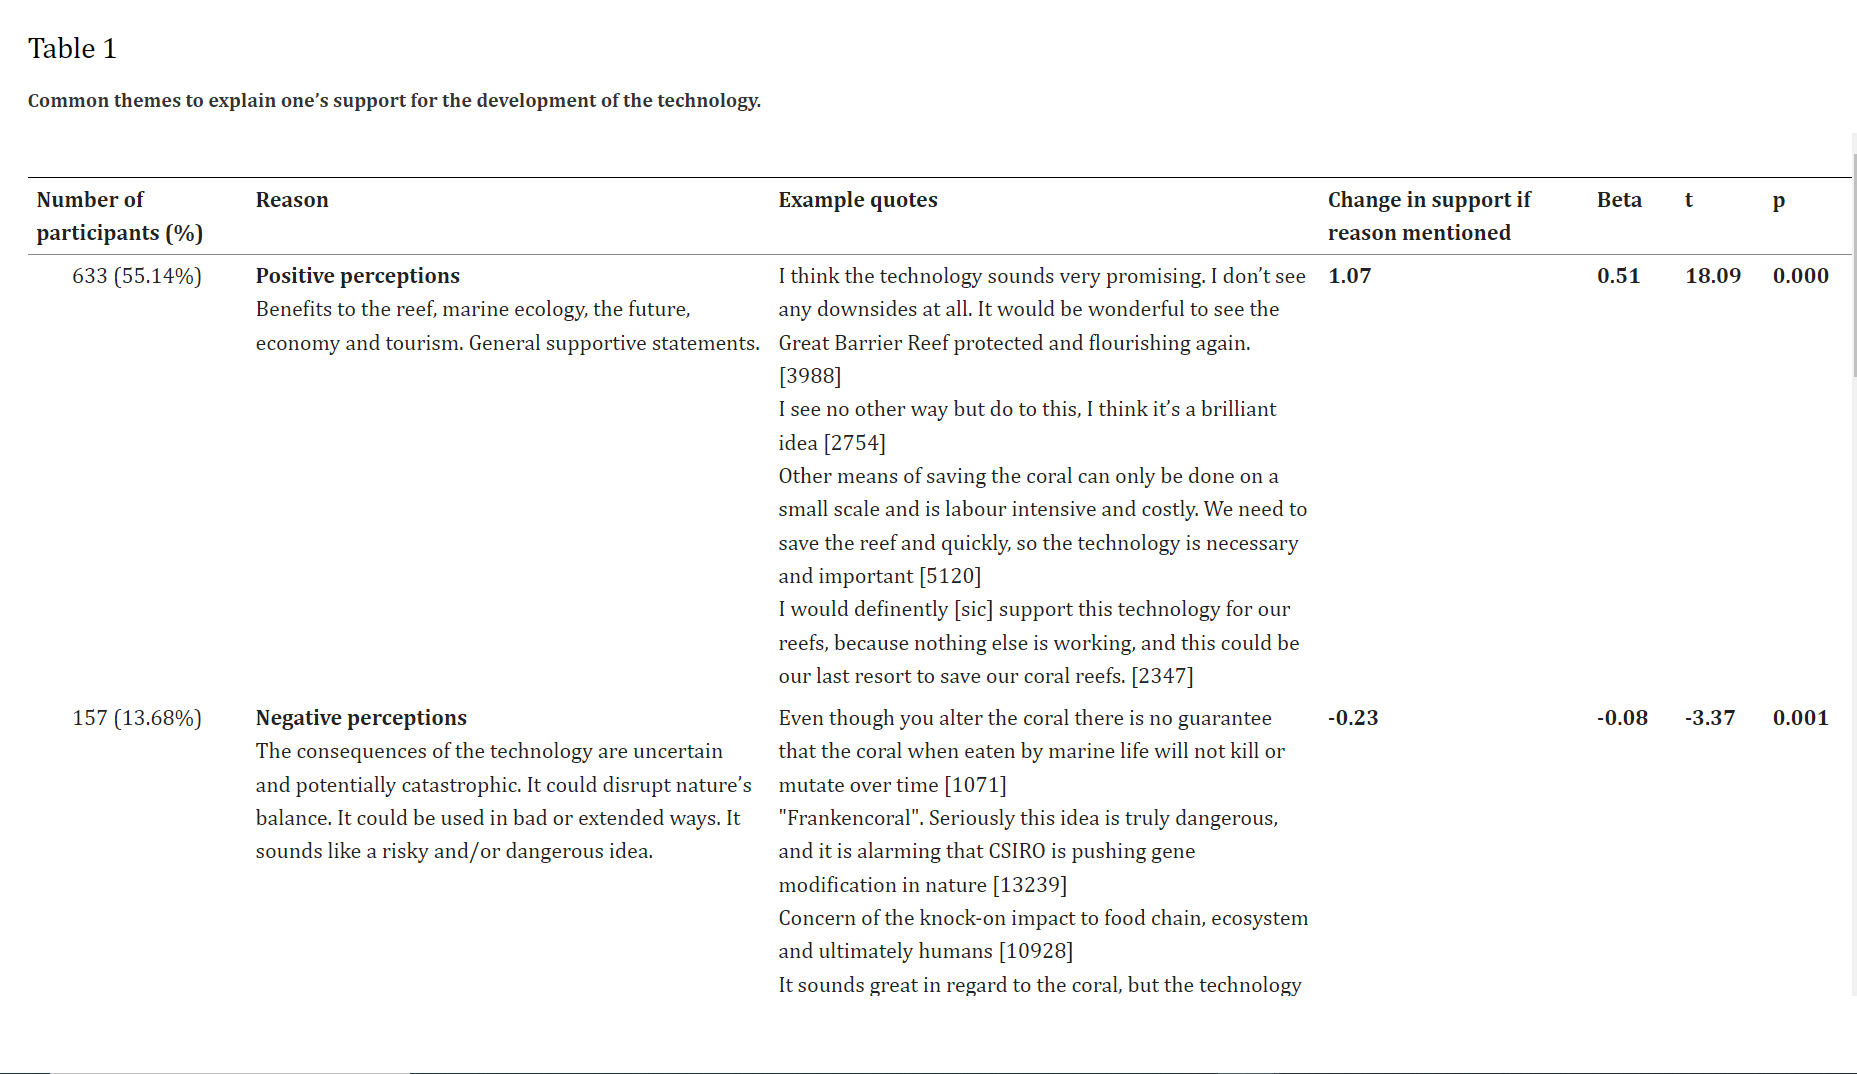 Table 1
Common themes to explain one’s support for the development of the technology.
Number of participants (%)
Reason
Example quotes
Change in support if reason mentioned
Beta
t
p
633 (55.14%)
Positive perceptions
Benefits to the reef, marine ecology, the future,
economy and tourism. General supportive statements.
I think the technology sounds very promising. I don’t see
any downsides at all. It would be wonderful to see the
Great Barrier Reef protected and flourishing again.
[3988]
I see no other way but do to this, I think it’s a brilliant
idea [2754]
Other means of saving the coral can only be done on a
small scale and is labour intensive and costly. We need to
save the reef and quickly, so the technology is necessary
and important [5120]
I would definently [sic] support this technology for our
reefs, because nothing else is working, and this could be
our last resort to save our coral reefs. [2347]
1.07
0.51
18.09
0.000
157 (13.68%)
Negative perceptions
The consequences of the technology are uncertain
and potentially catastrophic. It could disrupt nature’s
balance. It could be used in bad or extended ways. It
sounds like a risky and/or dangerous idea.
Even though you alter the coral there is no guarantee
that the coral when eaten by marine life will not kill or
mutate over time [1071]
"Frankencoral". Seriously this idea is truly dangerous,
and it is alarming that CSIRO is pushing gene
modification in nature [13239]
Concern of the knock-on impact to food chain, ecosystem
and ultimately humans [10928]
It sounds great in regard to the coral, but the technology
-0.23
-0.08
-3.37
0.001